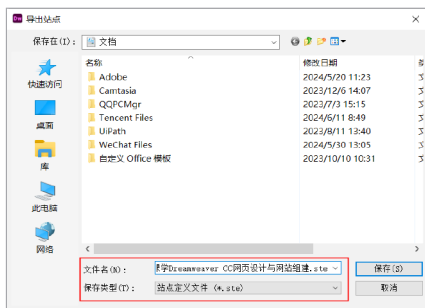 Dw 导出站点
保存在(I): 文档
名称 修改日期
Adobe 2024/5/20 11:23
Camtasia 2023/12/6 14:07
QQPCMgr 2023/7/3 15:15
Tencent Files 2024/6/11 8:49
UiPath 2023/8/11 13:40
WeChat Files 2024/5/30 13:05
自定义 Office 模板 2023/10/10 10:31
快速访问
桌面
库
此电脑
网络
文件名(N): 学Dreamweaver CC网页设计与网站组建.ste 保存(S)
保存类型(T): 站点定义文件 (*.ste) 取消